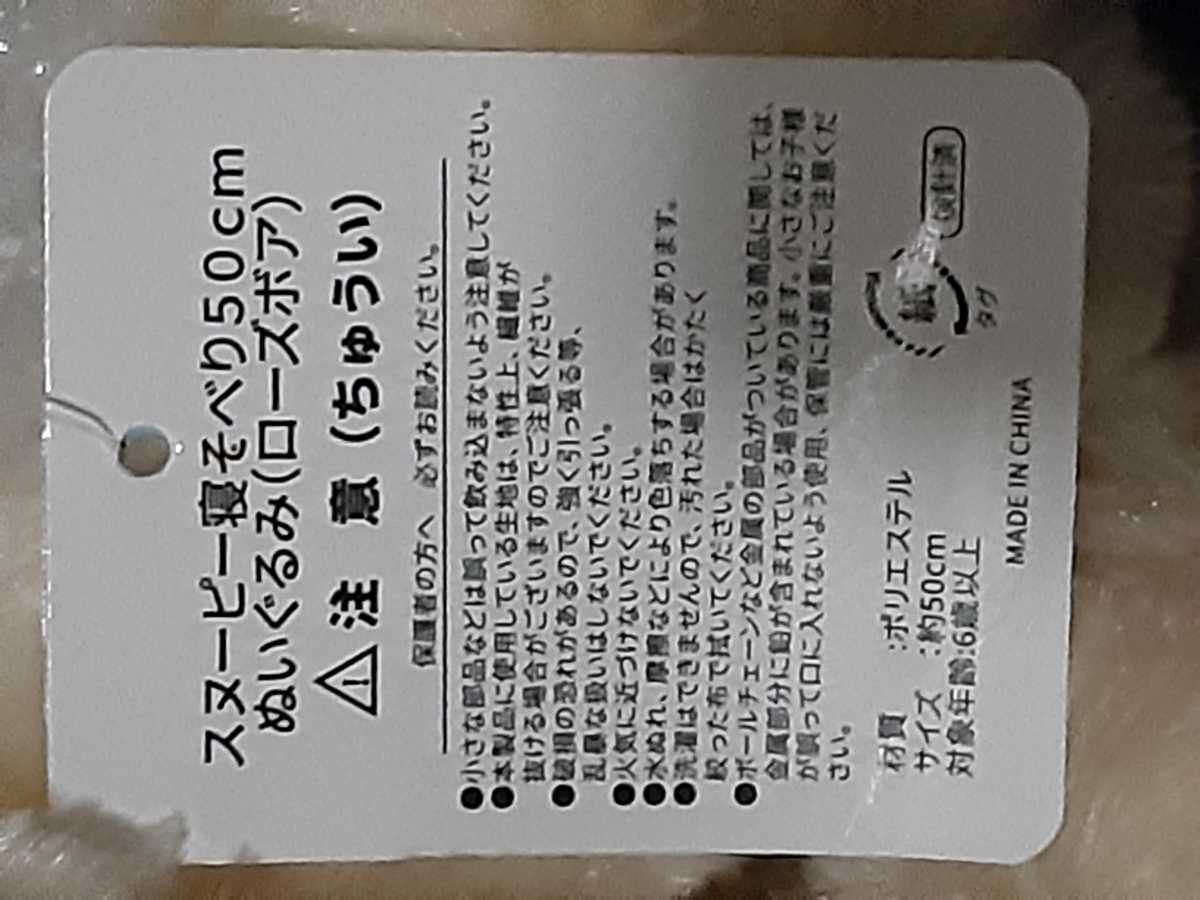 スヌーピー寝そべり50cm
ぬいぐるみ(ローズボア)
注 意 (ちゅうい)
保護者の方へ 必ずお読みください。
●小さな部品などは誤って飲み込まないよう注意してください。
●本製品に使用している生地は、特性上、繊維が
抜ける場合がございますのでご注意ください。
●破損の恐れがあるので、強く引っ張る等、
乱暴な扱いはしないでください。
●火気に近づけないでください。
●水ぬれ、摩擦などにより色落ちする場合があります。
●洗濯はできませんので、汚れた場合はかたく
絞った布で拭いてください。
●ボールチェーンなど金属の部品がついている商品に関しては、
金属部分に鉛が含まれている場合があります。小さなお子様
が誤って口に入れないよう使用、保管には厳重にご注意くだ
さい。
材質 :ポリエステル
サイズ :約50cm
対象年齢:6歳以上
紙
タグ
検針済
MADE IN CHINA